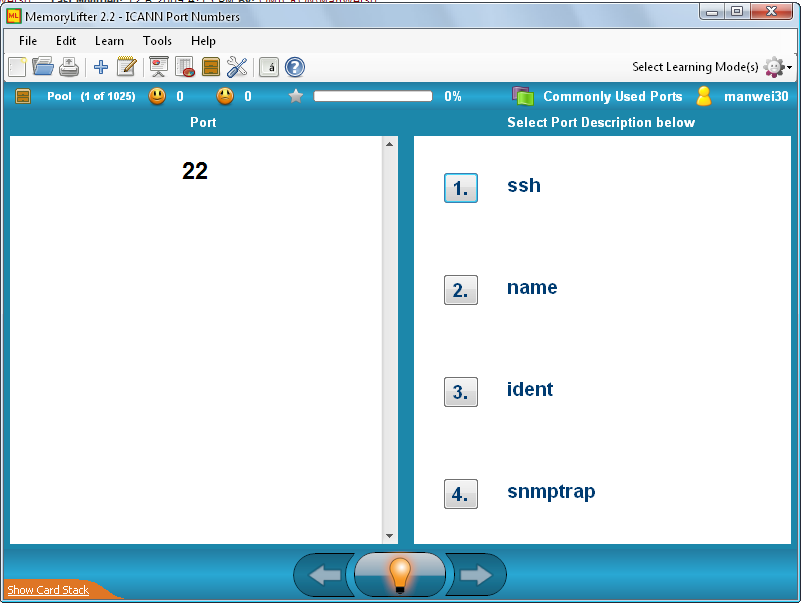 MemoryLifter 2.2 - ICANN Port Numbers
File Edit Learn Tools Help
Select Learning Mode(s)
Pool (1 of 1025) 0 0 0% Commonly Used Ports manwei30
Port Select Port Description below
22
1. ssh
2. name
3. ident
4. snmptrap
Show Card Stack